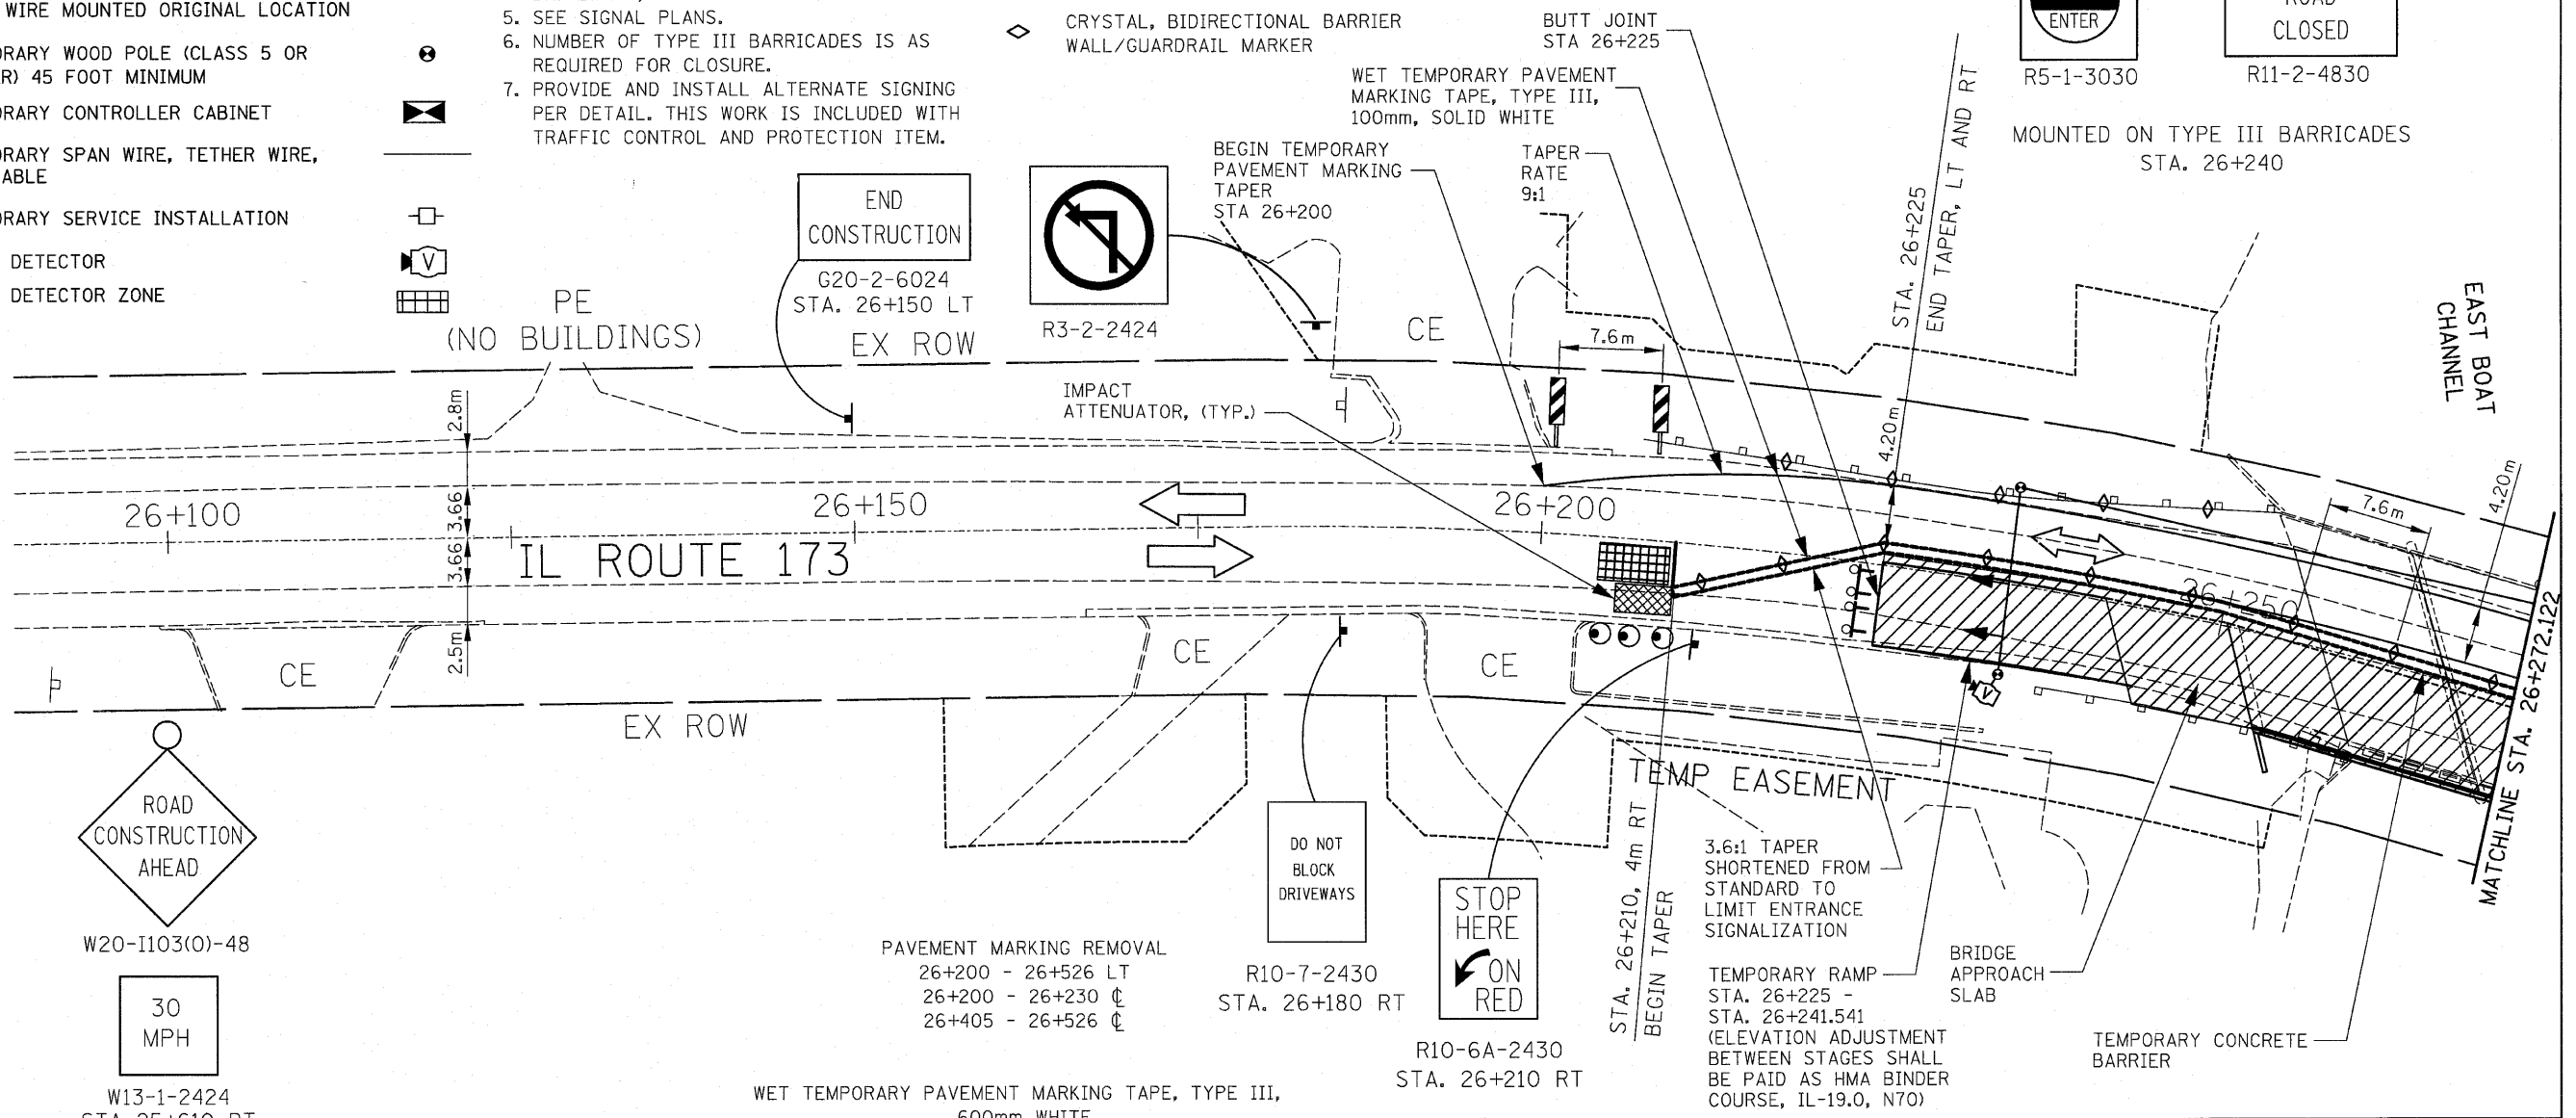 WIRE MOUNTED ORIGINAL LOCATION
ORARY WOOD POLE (CLASS 5 OR
R) 45 FOOT MINIMUM
ORARY CONTROLLER CABINET
ORARY SPAN WIRE, TETHER WIRE,
ABLE
ORARY SERVICE INSTALLATION
DETECTOR
V
DETECTOR ZONE
5. SEE SIGNAL PLANS.
6. NUMBER OF TYPE III BARRICADES IS AS
REQUIRED FOR CLOSURE.
7. PROVIDE AND INSTALL ALTERNATE SIGNING
PER DETAIL. THIS WORK IS INCLUDED WITH
TRAFFIC CONTROL AND PROTECTION ITEM.
CRYSTAL, BIDIRECTIONAL BARRIER
WALL/GUARDRAIL MARKER
BUTT JOINT
STA 26+225
WET TEMPORARY PAVEMENT
MARKING TAPE, TYPE III,
100mm, SOLID WHITE
BEGIN TEMPORARY
PAVEMENT MARKING
TAPER
STA 26+200
TAPER
RATE
9:1
ENTER
R5-1-3030
ROAD
CLOSED
R11-2-4830
MOUNTED ON TYPE III BARRICADES
STA. 26+240
END
CONSTRUCTION
G20-2-6024
STA. 26+150 LT
R3-2-2424
PE
(NO BUILDINGS)
EX ROW
CE
7.6m
STA. 26+225
END TAPER, LT AND RT
EAST BOAT
CHANNEL
IMPACT
ATTENUATOR, (TYP.)
2.8m
3.66
3.66
2.5m
4.20m
4.20m
7.6m
26+100
26+150
26+200
26+250
IL ROUTE 173
CE
CE
CE
V
EX ROW
TEMP EASEMENT
MATCHLINE STA. 26+272.122
ROAD
CONSTRUCTION
AHEAD
W20-I103(O)-48
30
MPH
W13-1-2424
STA 25+610 RT
PAVEMENT MARKING REMOVAL
26+200 - 26+526 LT
26+200 - 26+230 ℄
26+405 - 26+526 ℄
DO NOT
BLOCK
DRIVEWAYS
R10-7-2430
STA. 26+180 RT
STOP
HERE
ON
RED
R10-6A-2430
STA. 26+210 RT
STA. 26+210, 4m RT
BEGIN TAPER
3.6:1 TAPER
SHORTENED FROM
STANDARD TO
LIMIT ENTRANCE
SIGNALIZATION
TEMPORARY RAMP
STA. 26+225 -
STA. 26+241.541
(ELEVATION ADJUSTMENT
BETWEEN STAGES SHALL
BE PAID AS HMA BINDER
COURSE, IL-19.0, N70)
BRIDGE
APPROACH
SLAB
TEMPORARY CONCRETE
BARRIER
WET TEMPORARY PAVEMENT MARKING TAPE, TYPE III,
600mm WHITE